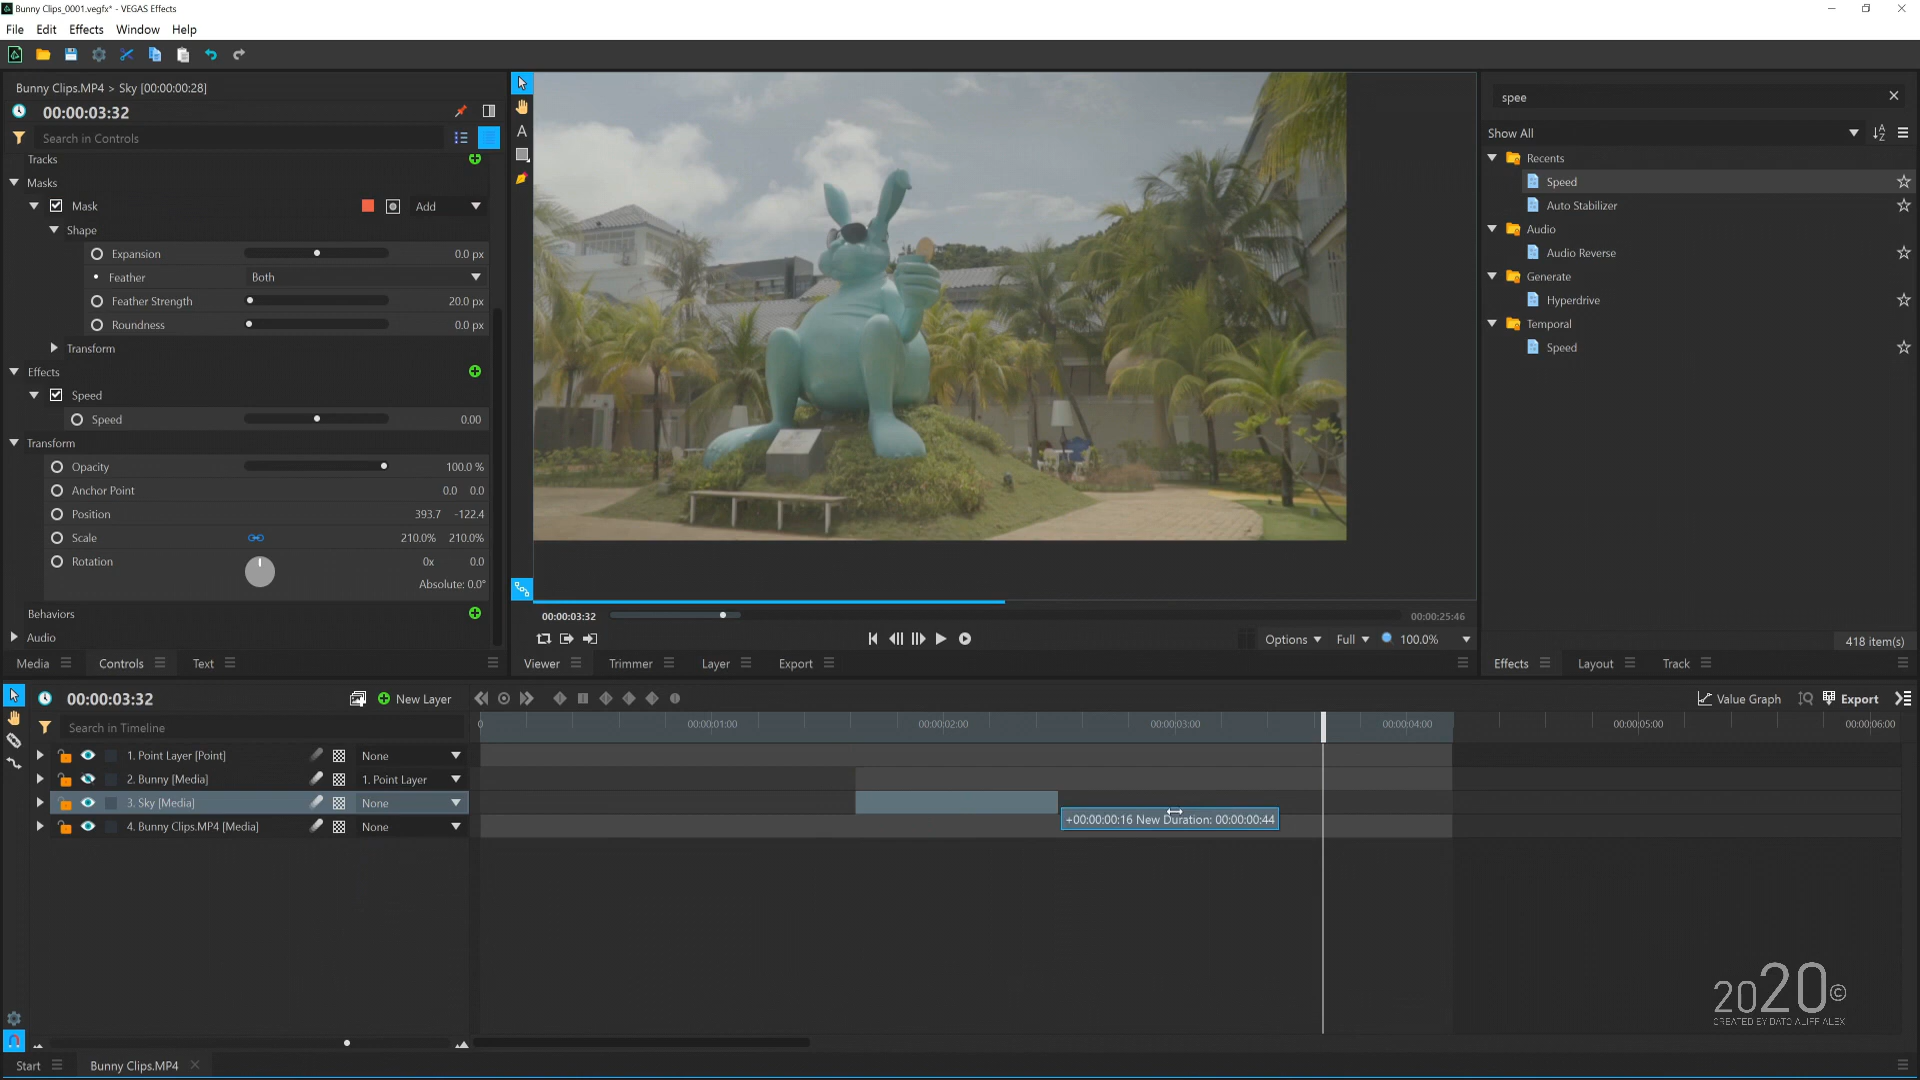 Bunny Clips_0001.vegfx* - VEGAS Effects
File Edit Effects Window Help
Bunny Clips.MP4 > Sky [00:00:00:28]
00:00:03:32
Search in Controls
Tracks
Masks
Mask Add
Shape
Expansion 0.0 px
Feather Both
Feather Strength 20.0 px
Roundness 0.0 px
Transform
Effects
Speed
Speed 0.00
Transform
Opacity 100.0 %
Anchor Point 0.0 0.0
Position 393.7 -122.4
Scale 210.0% 210.0%
Rotation 0x 0.0
Absolute: 0.0°
Behaviors
Audio
Media Controls Text
A
00:00:03:32 00:00:25:46
Options Full 100.0%
Viewer Trimmer Layer Export
spee
Show All
Recents
Speed
Auto Stabilizer
Audio
Audio Reverse
Generate
Hyperdrive
Temporal
Speed
418 item(s)
Effects Layout Track
00:00:03:32 New Layer Value Graph Export
Search in Timeline
0 00:00:01:00 00:00:02:00 00:00:03:00 00:00:04:00 00:00:05:00 00:00:06:00
1. Point Layer [Point] None
2. Bunny [Media] 1. Point Layer
3. Sky [Media] None
4. Bunny Clips.MP4 [Media] None
+00:00:00:16 New Duration: 00:00:00:44
2020©
CREATED BY DATO ALIFF ALEX
Start Bunny Clips.MP4